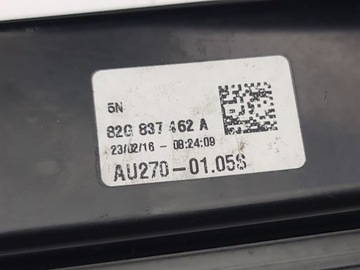 5N
82G 837 462 A
23/02/16 - 08:24:09
AU270-01.05S